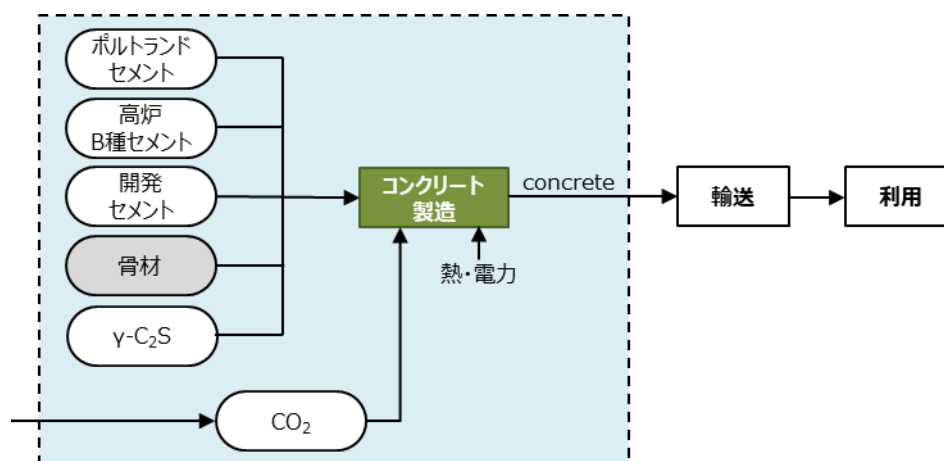 ポルトランド
セメント
高炉
B種セメント
開発
セメント
骨材
γ-C₂S
CO₂
コンクリート
製造
熱・電力
concrete
輸送
利用